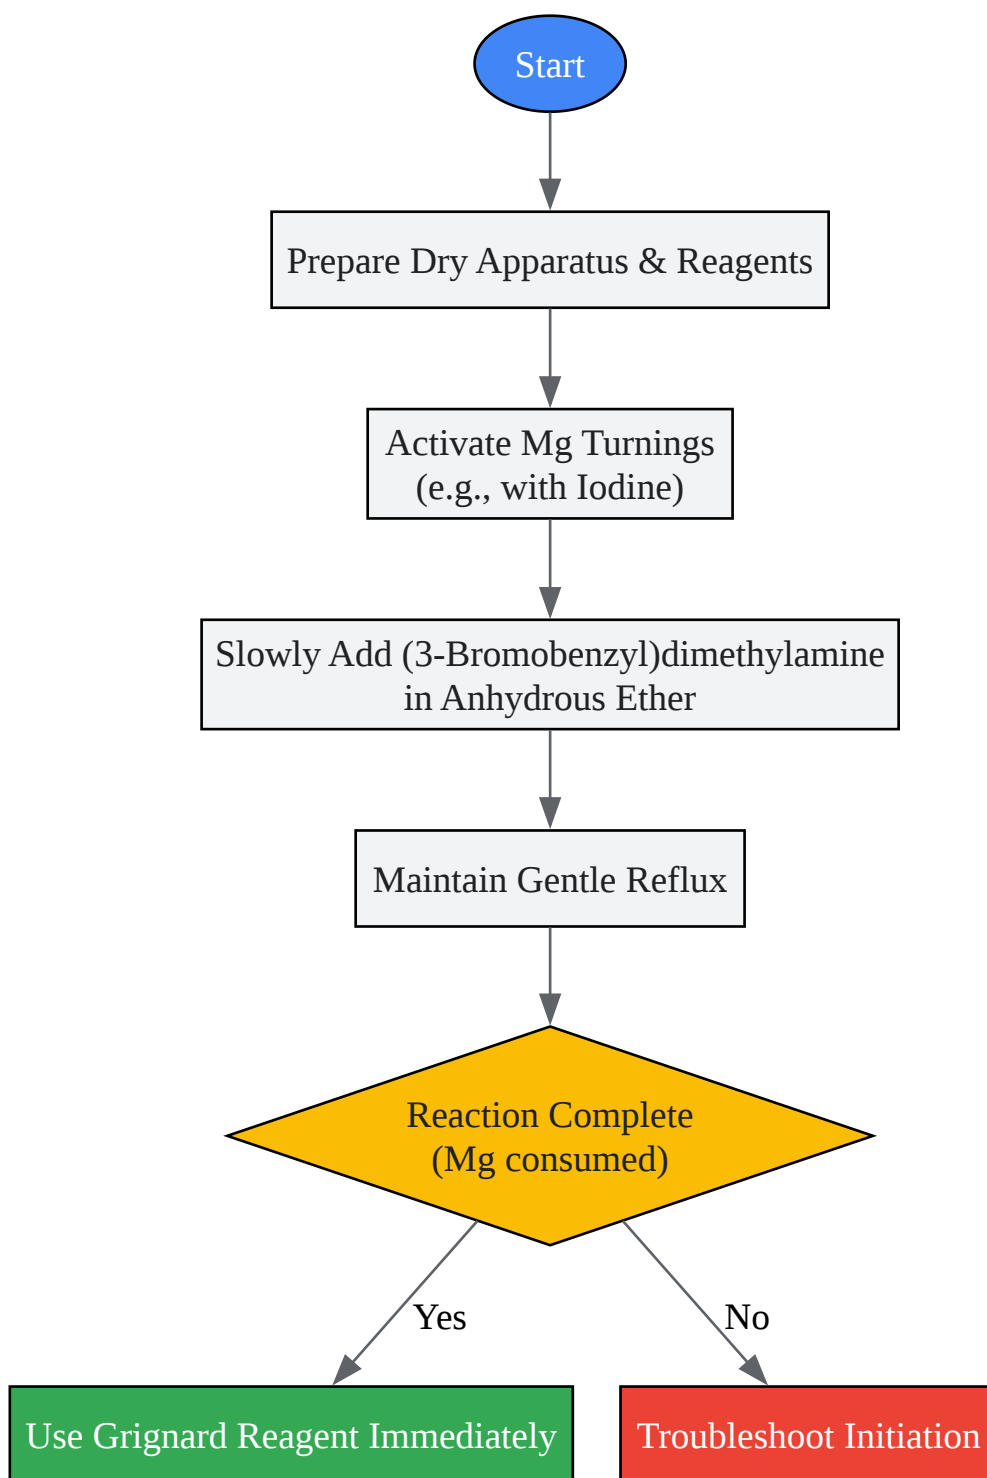 Start
Prepare Dry Apparatus & Reagents
Activate Mg Turnings
(e.g., with Iodine)
Slowly Add (3-Bromobenzyl)dimethylamine
in Anhydrous Ether
Maintain Gentle Reflux
Reaction Complete
(Mg consumed)
Yes
No
Use Grignard Reagent Immediately
Troubleshoot Initiation